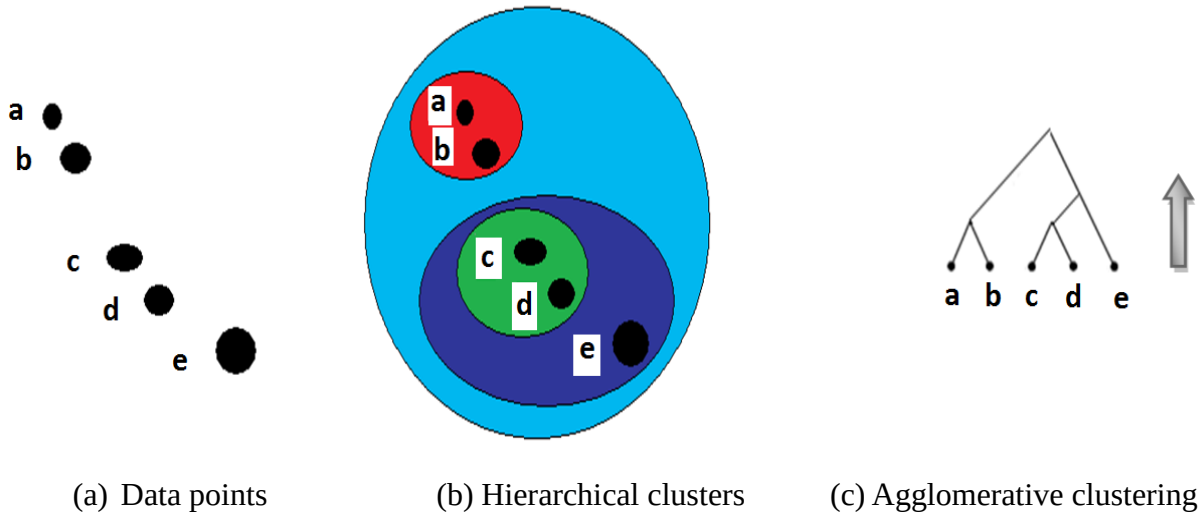 a
b
c
d
e
a
b
c
d
e
a b c d e
(a) Data points
(b) Hierarchical clusters
(c) Agglomerative clustering